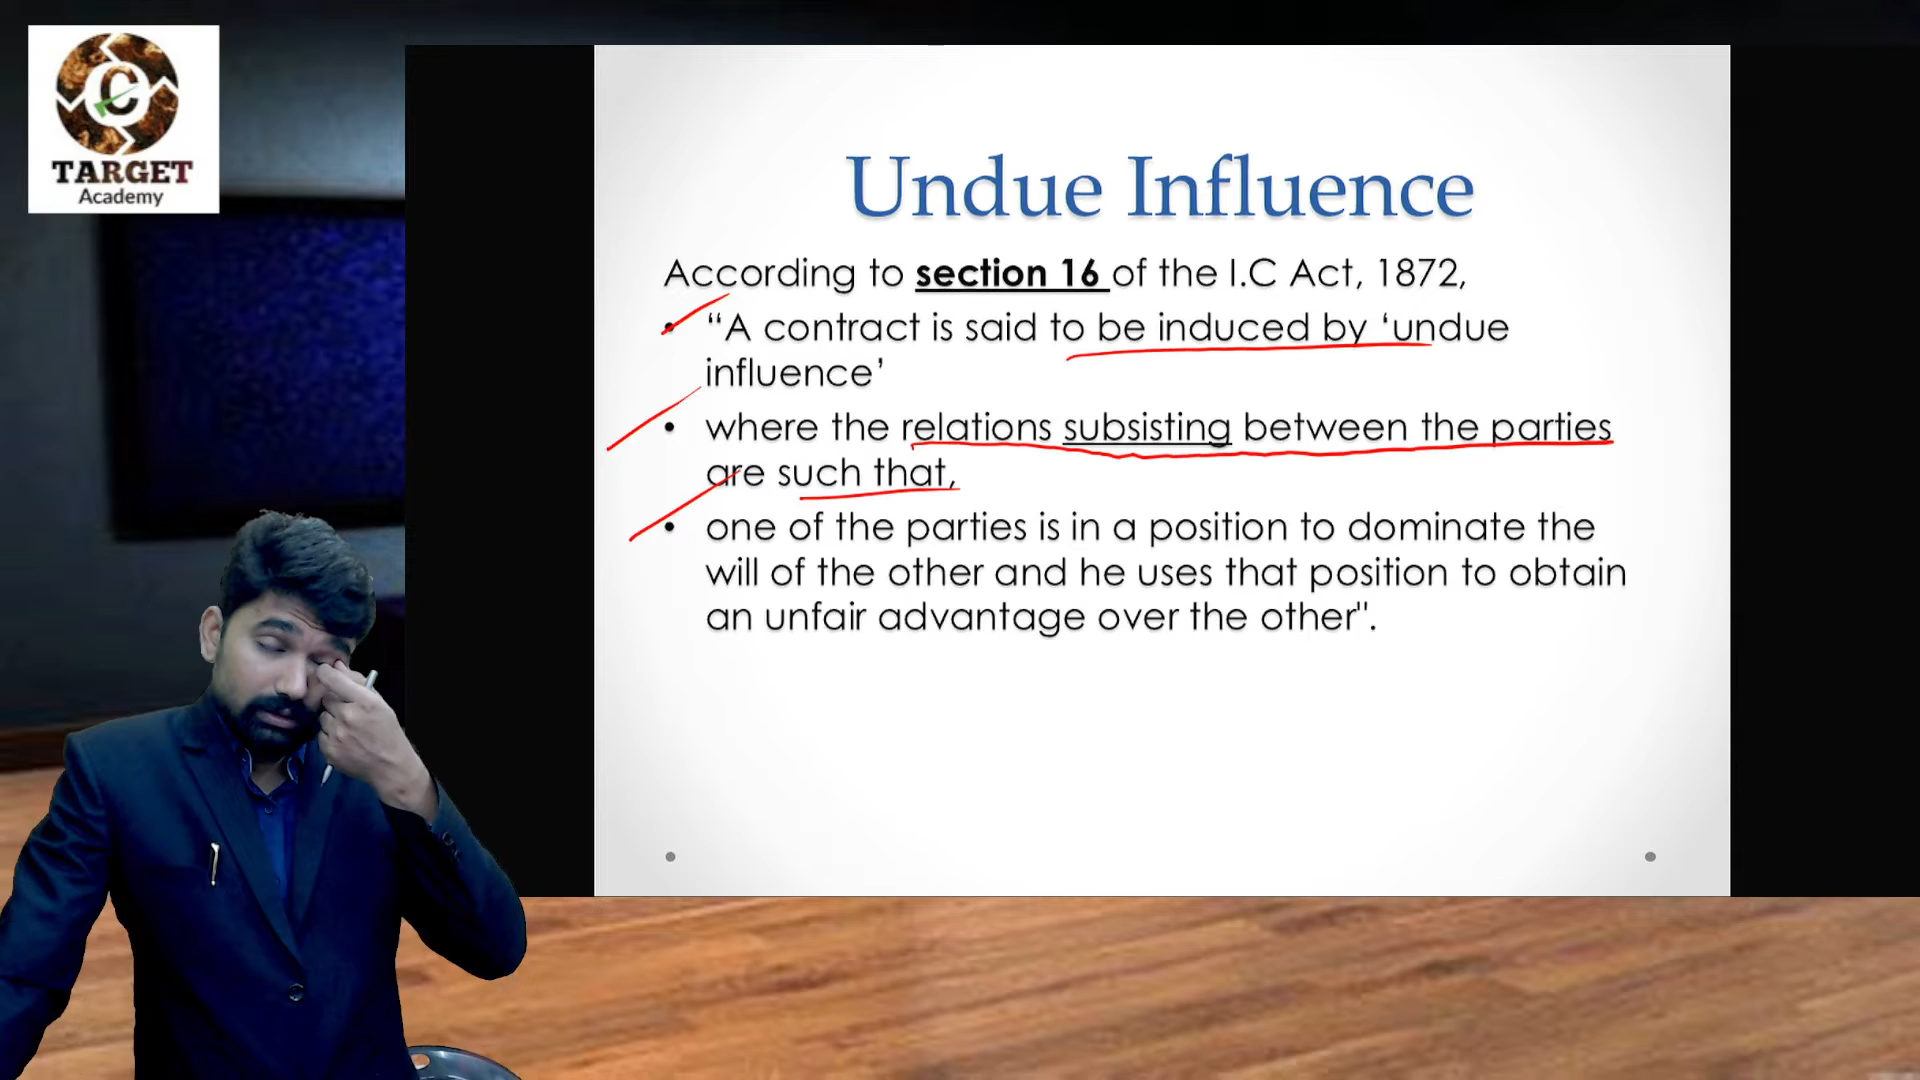 TARGET
Academy
Undue Influence
According to section 16 of the I.C Act, 1872,
• “A contract is said to be induced by ‘undue
influence’
• where the relations subsisting between the parties
are such that,
• one of the parties is in a position to dominate the
will of the other and he uses that position to obtain
an unfair advantage over the other".